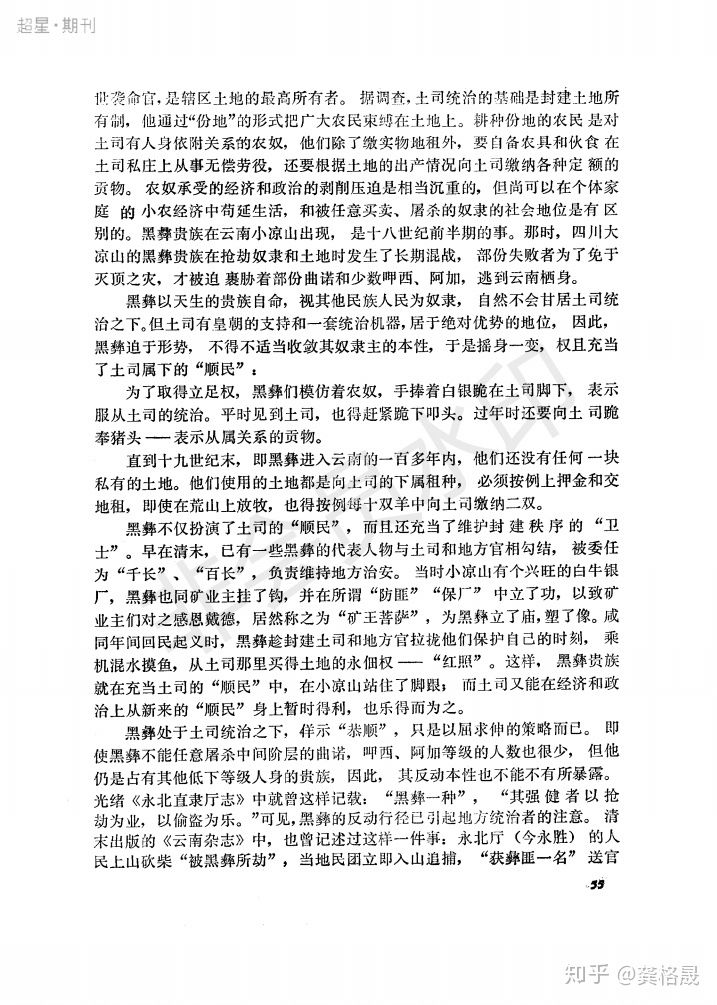 超星·期刊
世袭命官，是辖区土地的最高所有者。据调查，土司统治的基础是封建土地所
有制，他通过“份地”的形式把广大农民束缚在土地上。耕种份地的农民是对
土司有人身依附关系的农奴，他们除了缴实物地租外，要自备农具和伙食在
土司私庄上从事无偿劳役，还要根据土地的出产情况向土司缴纳各种定额的
贡物。农奴承受的经济和政治的剥削压迫是相当沉重的，但尚可以在个体家
庭的小农经济中苟延生活，和被任意买卖、屠杀的奴隶的社会地位是有区
别的。黑彝贵族在云南小凉山出现，是十八世纪前半期的事。那时，四川大
凉山的黑彝贵族在抢劫奴隶和土地时发生了长期混战，部份失败者为了免于
灭顶之灾，才被迫裹胁着部份曲诺和少数呷西、阿加，逃到云南栖身。
黑彝以天生的贵族自命，视其他民族人民为奴隶，自然不会甘居土司统
治之下。但土司有皇朝的支持和一套统治机器，居于绝对优势的地位，因此，
黑彝迫于形势，不得不适当收敛其奴隶主的本性，于是摇身一变，权且充当
了土司属下的“顺民”：
为了取得立足权，黑彝们模仿着农奴，手捧着白银跪在土司脚下，表示
服从土司的统治。平时见到土司，也得赶紧跪下叩头。过年时还要向土司跪
奉猪头——表示从属关系的贡物。
直到十九世纪末，即黑彝进入云南的一百多年内，他们还没有任何一块
私有的土地。他们使用的土地都是向土司的下属租种，必须按例上押金和交
地租，即使在荒山上放牧，也得按例每十双羊中向土司缴纳二双。
黑彝不仅扮演了土司的“顺民”，而且还充当了维护封建秩序的“卫
士”。早在清末，已有一些黑彝的代表人物与土司和地方官相勾结，被委任
为“千长”、“百长”，负责维持地方治安。当时小凉山有个兴旺的白牛银
厂，黑彝也同矿业主挂了钩，并在所谓“防匪”“保厂”中立了功，以致矿
业主们对之感恩戴德，居然称之为“矿王菩萨”，为黑彝立了庙，塑了像。咸
同年间回民起义时，黑彝趁封建土司和地方官拉拢他们保护自己的时刻，乘
机混水摸鱼，从土司那里买得土地的永佃权——“红照”。这样，黑彝贵族
就在充当土司的“顺民”中，在小凉山站住了脚跟；而土司又能在经济和政
治上从新来的“顺民”身上暂时得利，也乐得而为之。
黑彝处于土司统治之下，佯示“恭顺”，只是以屈求伸的策略而已。即
使黑彝不能任意屠杀中间阶层的曲诺，呷西、阿加等级的人数也很少，但他
仍是占有其他低下等级人身的贵族，因此，其反动本性也不能不有所暴露。
光绪《永北直隶厅志》中就曾这样记载：“黑彝一种”，“其强健者以抢
劫为业，以偷盗为乐。”可见，黑彝的反动行径已引起地方统治者的注意。清
末出版的《云南杂志》中，也曾记述过这样一件事：永北厅（今永胜）的人
民上山砍柴“被黑彝所劫”，当地民团立即入山追捕，“获彝匪一名”送官
55
知乎 @龚格晟